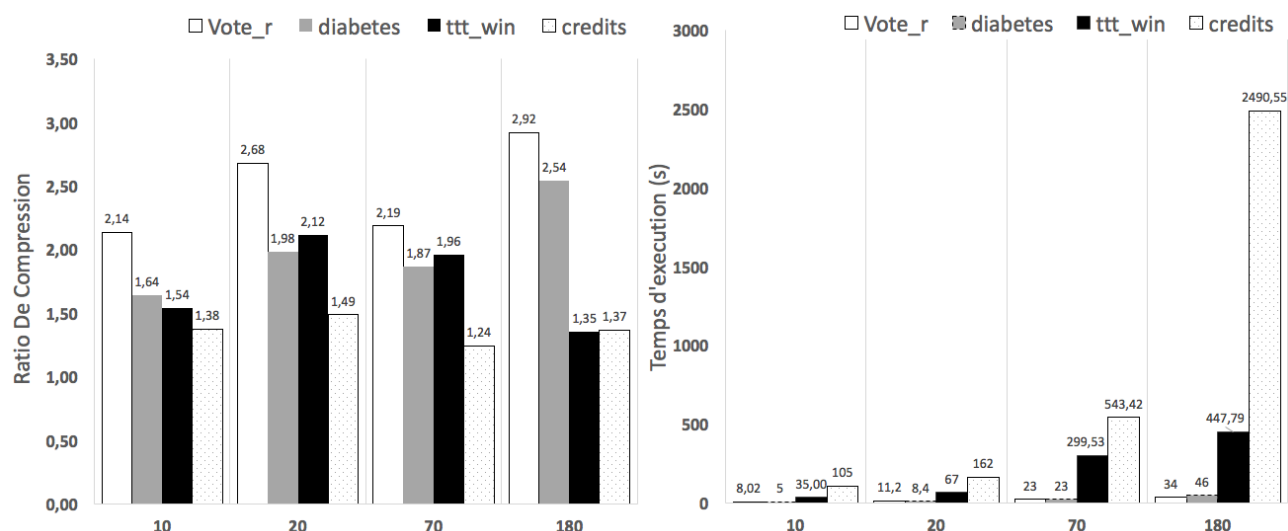 Vote_r diabetes ttt_win credits
3,50
3,00
2,50
2,00
1,50
1,00
0,50
0,00
Ratio De Compression
2,14 1,64 1,54 1,38
2,68 1,98 2,12 1,49
2,19 1,87 1,96 1,24
2,92 2,54 1,35 1,37
10 20 70 180
Vote_r diabetes ttt_win credits
3000
2500
2000
1500
1000
500
0
Temps d'execution (s)
8,02 5 35,00 105
11,2 8,4 67 162
23 23 299,53 543,42
34 46 447,79 2490,55
10 20 70 180